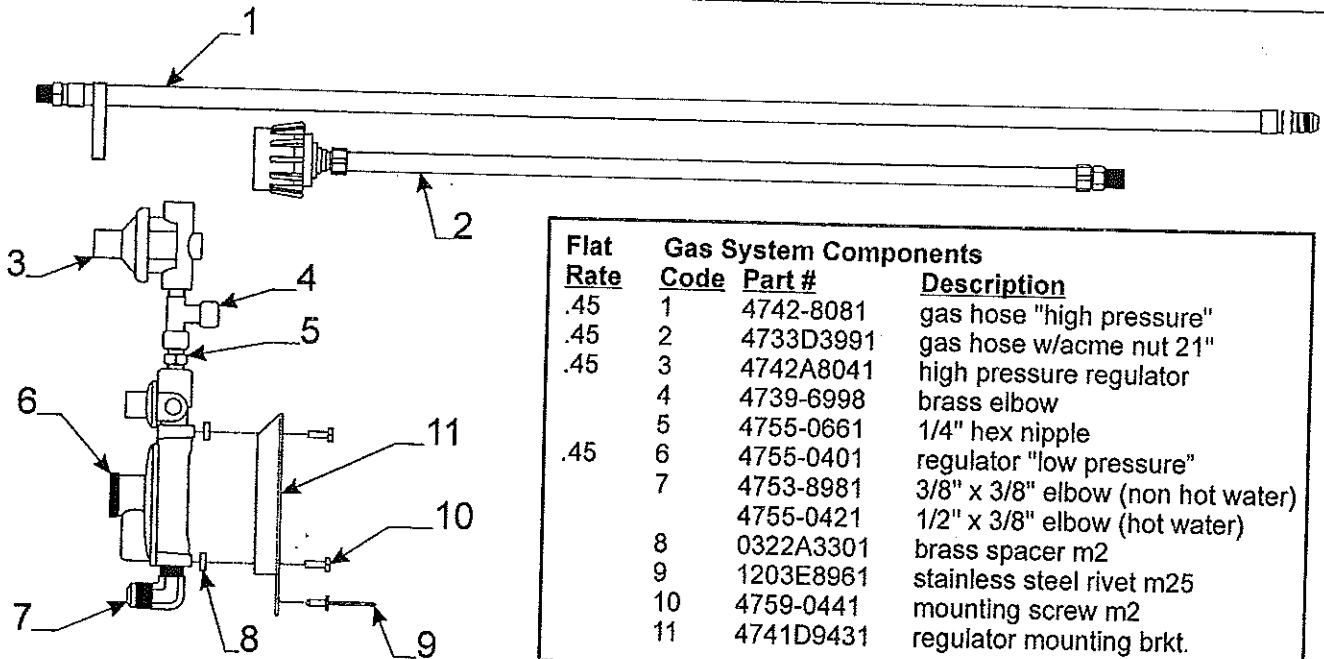 1
2
3
4
5
6
11
10
7
8
9
Flat Gas System Components
Rate Code Part # Description
.45 1 4742-8081 gas hose "high pressure"
.45 2 4733D3991 gas hose w/acme nut 21"
.45 3 4742A8041 high pressure regulator
4 4739-6998 brass elbow
5 4755-0661 1/4" hex nipple
.45 6 4755-0401 regulator "low pressure"
7 4753-8981 3/8" x 3/8" elbow (non hot water)
4755-0421 1/2" x 3/8" elbow (hot water)
8 0322A3301 brass spacer m2
9 1203E8961 stainless steel rivet m25
10 4759-0441 mounting screw m2
11 4741D9431 regulator mounting brkt.